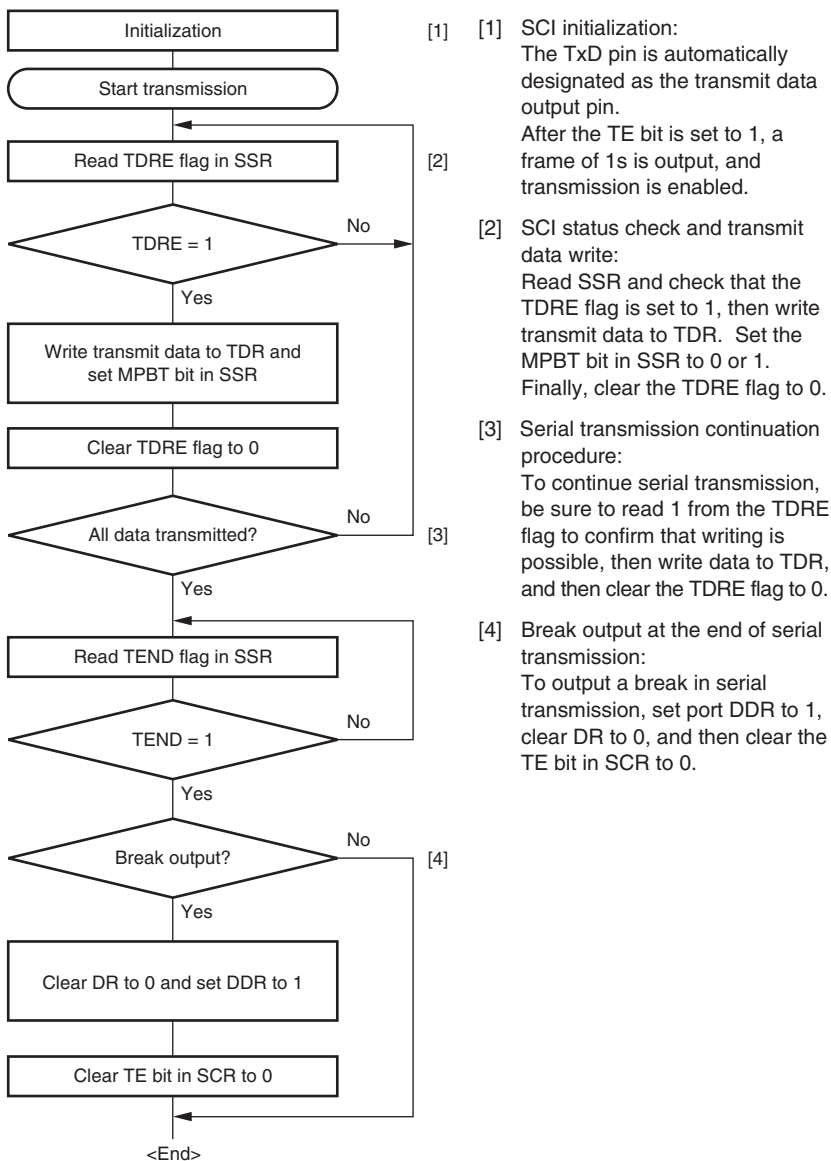 Initialization
[1]
Start transmission
Read TDRE flag in SSR
[2]
TDRE = 1
No
Yes
Write transmit data to TDR and
set MPBT bit in SSR
Clear TDRE flag to 0
All data transmitted?
No
[3]
Yes
Read TEND flag in SSR
TEND = 1
No
Yes
Break output?
No
[4]
Yes
Clear DR to 0 and set DDR to 1
Clear TE bit in SCR to 0
<End>
[1] SCI initialization:
The TxD pin is automatically
designated as the transmit data
output pin.
After the TE bit is set to 1, a
frame of 1s is output, and
transmission is enabled.
[2] SCI status check and transmit
data write:
Read SSR and check that the
TDRE flag is set to 1, then write
transmit data to TDR. Set the
MPBT bit in SSR to 0 or 1.
Finally, clear the TDRE flag to 0.
[3] Serial transmission continuation
procedure:
To continue serial transmission,
be sure to read 1 from the TDRE
flag to confirm that writing is
possible, then write data to TDR,
and then clear the TDRE flag to 0.
[4] Break output at the end of serial
transmission:
To output a break in serial
transmission, set port DDR to 1,
clear DR to 0, and then clear the
TE bit in SCR to 0.